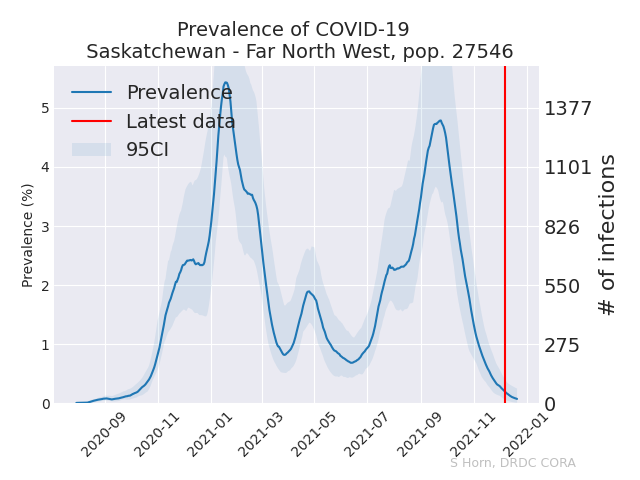 Prevalence of COVID-19
Saskatchewan - Far North West, pop. 27546
Prevalence
Latest data
95CI
Prevalence (%)
5
4
3
2
1
0
1377
1101
826
550
275
0
# of infections
2020-09
2020-11
2021-01
2021-03
2021-05
2021-07
2021-09
2021-11
2022-01
S Horn, DRDC CORA